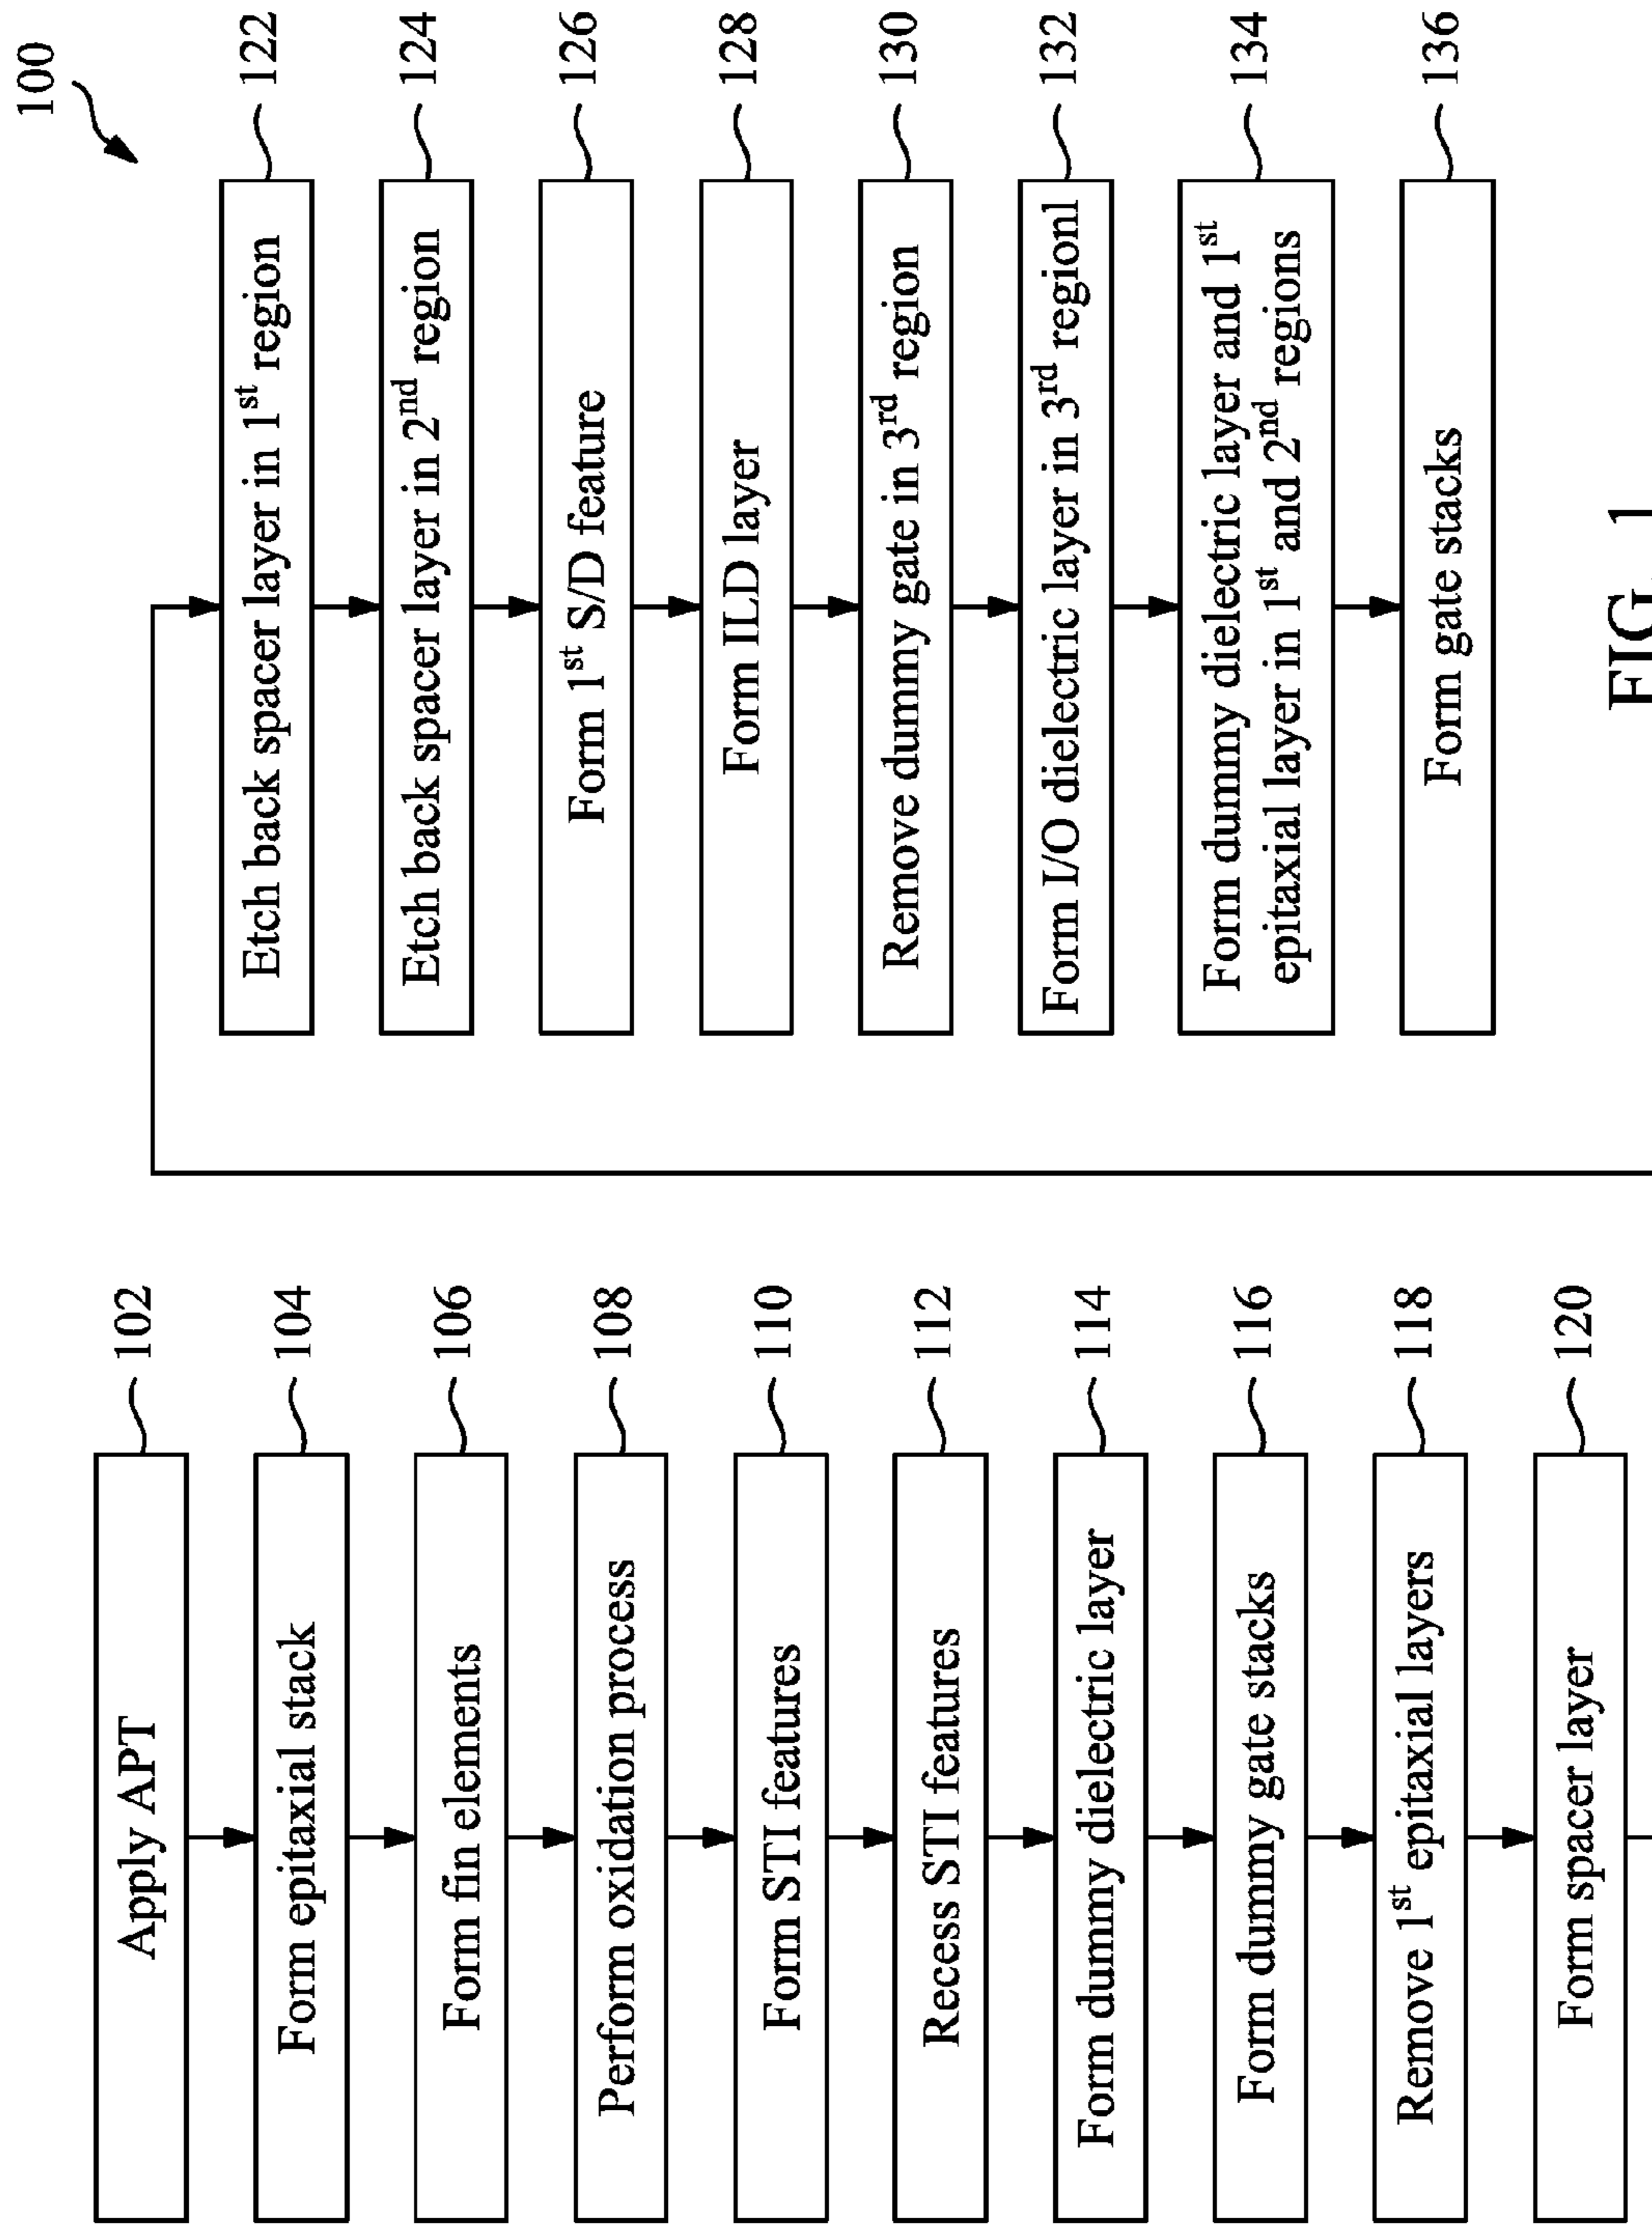 100
Apply APT
102
Form epitaxial stack
104
Form fin elements
106
Perform oxidation process
108
Form STI features
110
Recess STI features
112
Form dummy dielectric layer
114
Form dummy gate stacks
116
Remove 1st epitaxial layers
118
Form spacer layer
120
Etch back spacer layer in 1st region
122
Etch back spacer layer in 2nd region
124
Form 1st S/D feature
126
Form ILD layer
128
Remove dummy gate in 3rd region
130
Form I/O dielectric layer in 3rd regionl
132
Form dummy dielectric layer and 1st
epitaxial layer in 1st and 2nd regions
134
Form gate stacks
136
FIG. 1